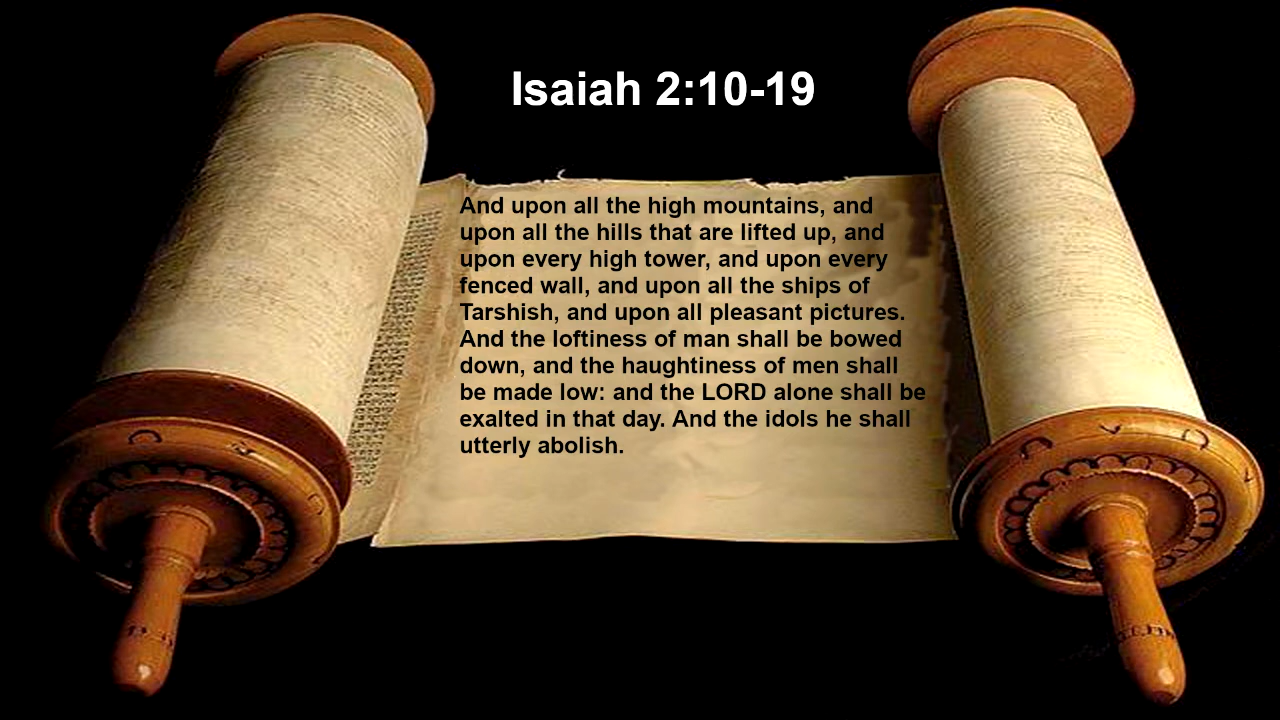 Isaiah 2:10-19
And upon all the high mountains, and
upon all the hills that are lifted up, and
upon every high tower, and upon every
fenced wall, and upon all the ships of
Tarshish, and upon all pleasant pictures.
And the loftiness of man shall be bowed
down, and the haughtiness of men shall
be made low: and the LORD alone shall be
exalted in that day. And the idols he shall
utterly abolish.